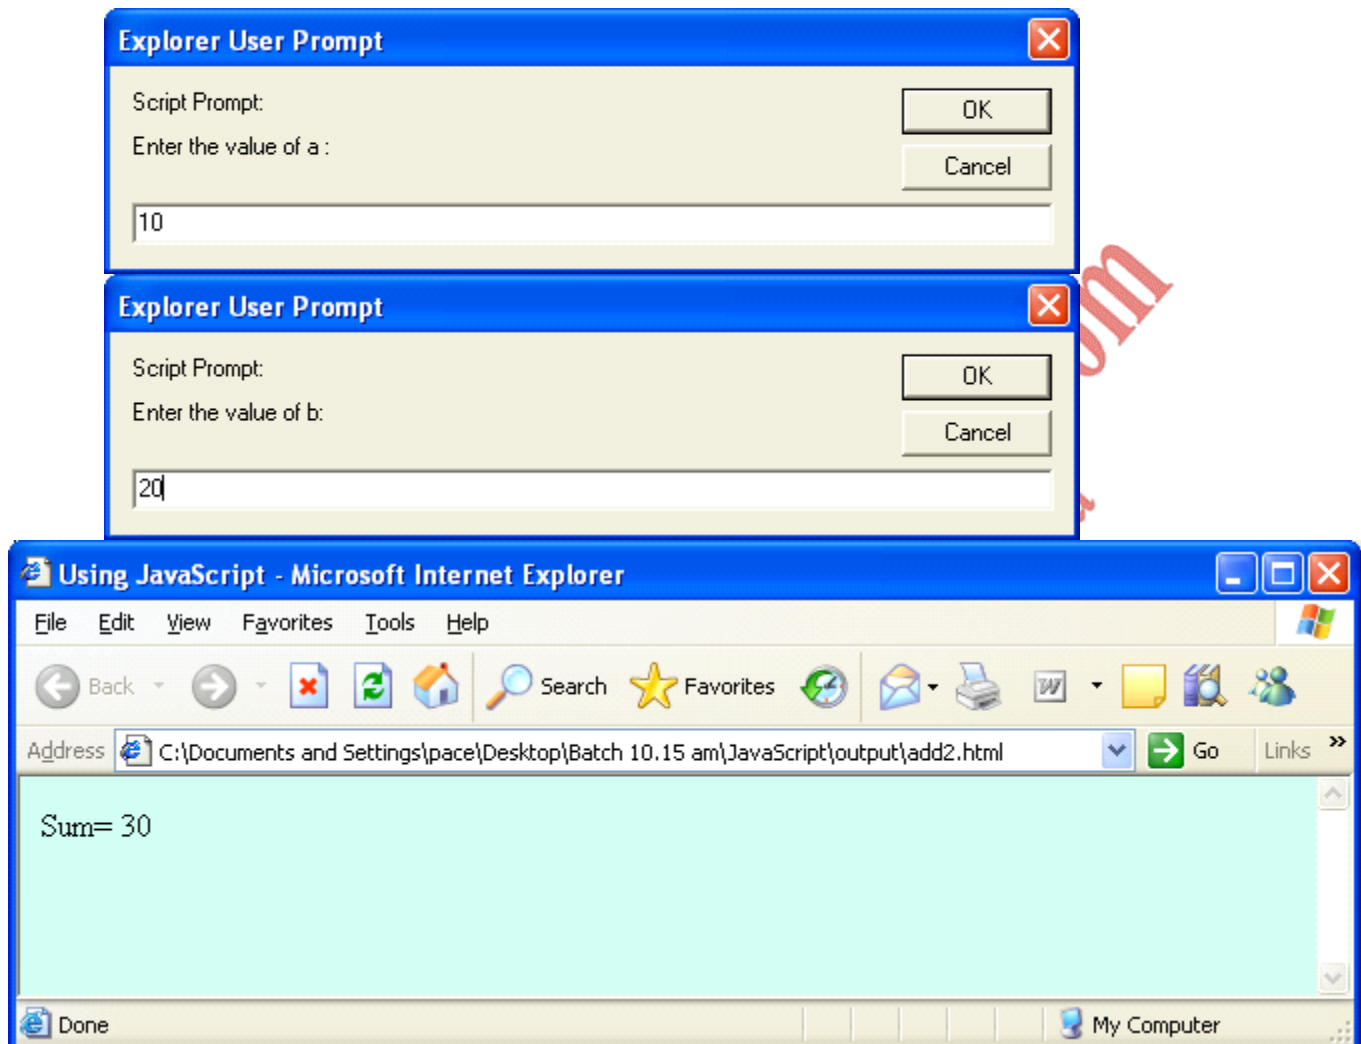 Explorer User Prompt
Script Prompt:
OK
Enter the value of a :
Cancel
10
Explorer User Prompt
Script Prompt:
OK
Enter the value of b:
Cancel
20
Using JavaScript - Microsoft Internet Explorer
File Edit View Favorites Tools Help
Back Search Favorites W
Address C:\Documents and Settings\pace\Desktop\Batch 10.15 am\JavaScript\output\add2.html Go Links »
Sum= 30
Done My Computer